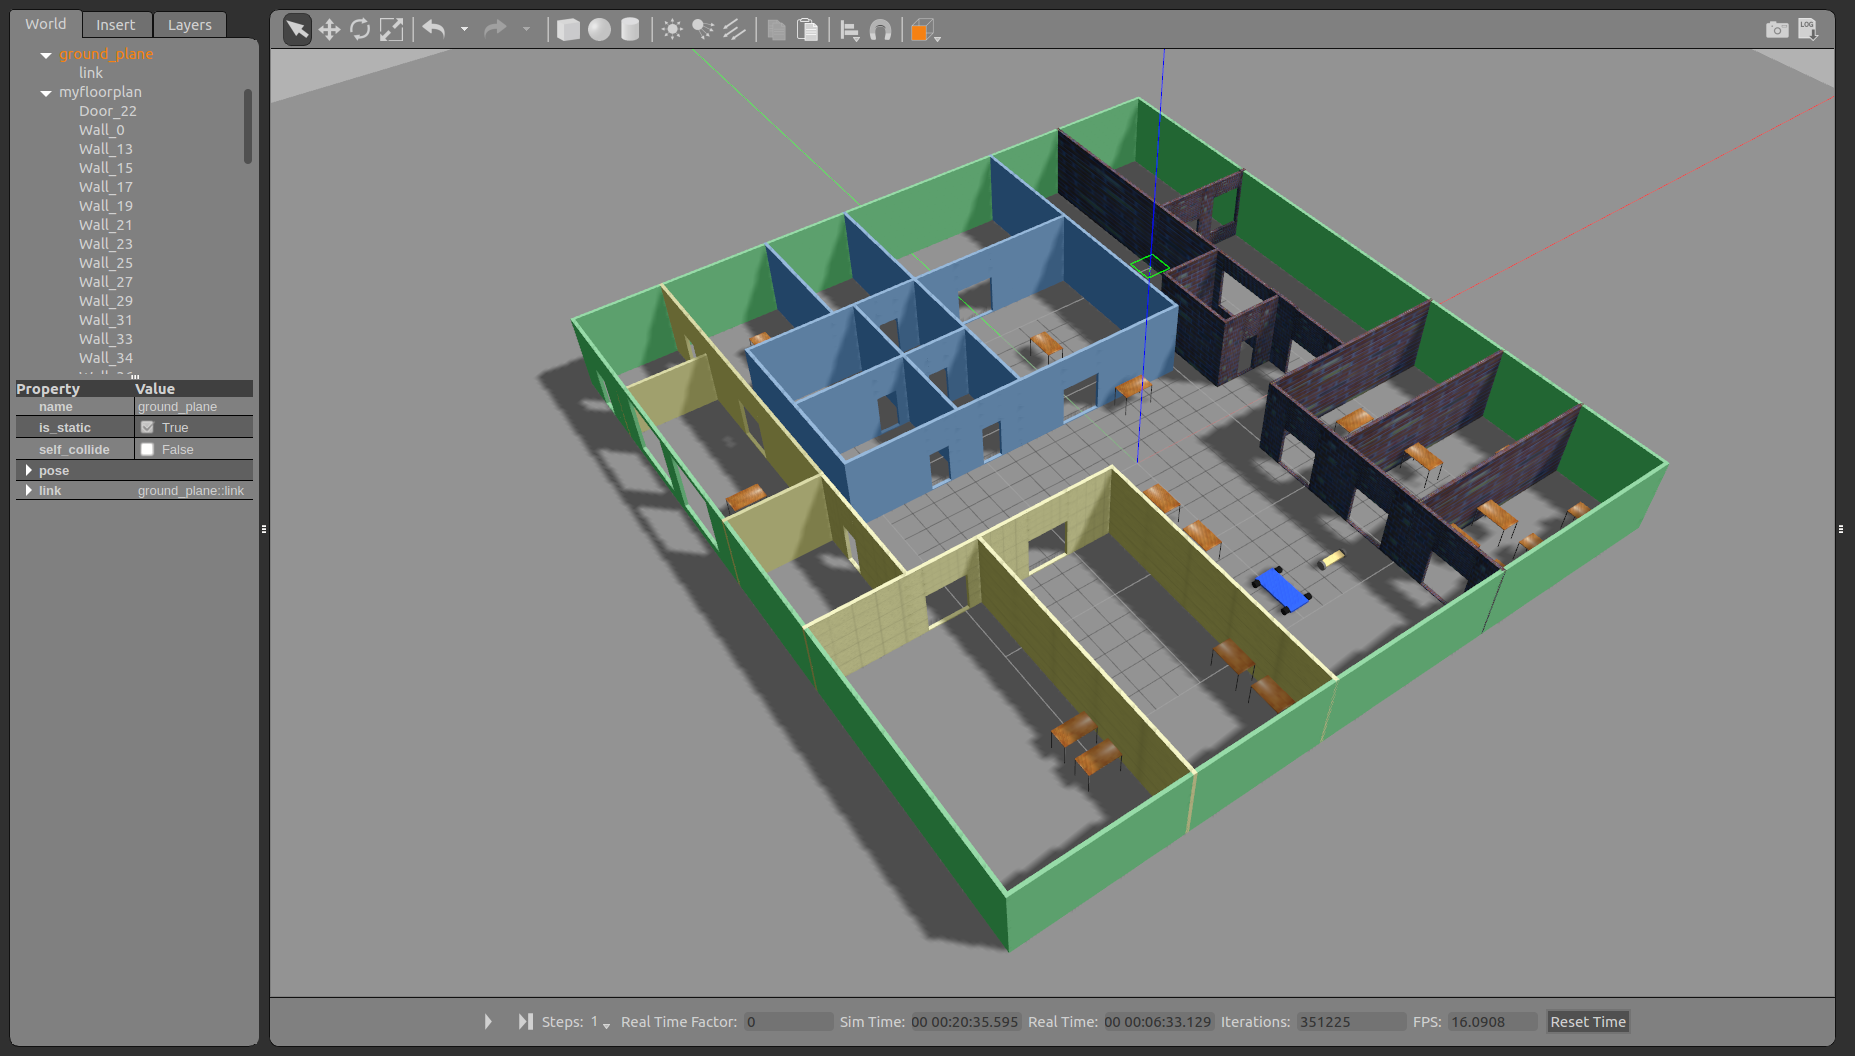 World Insert Layers
LOG
ground_plane
link
myfloorplan
Door_22
Wall_0
Wall_13
Wall_15
Wall_17
Wall_19
Wall_21
Wall_23
Wall_25
Wall_27
Wall_29
Wall_31
Wall_33
Wall_34
Property Value
name ground_plane
is_static True
self_collide False
pose
link ground_plane::link
Steps: 1 Real Time Factor: 0 Sim Time: 00 00:20:35.595 Real Time: 00 00:06:33.129 Iterations: 351225 FPS: 16.0908 Reset Time